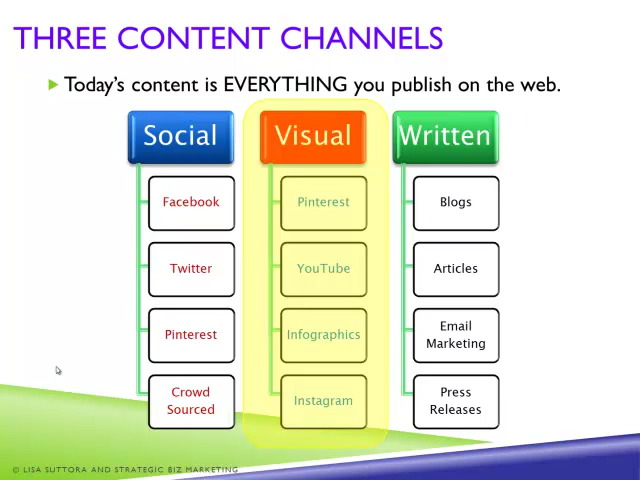 THREE CONTENT CHANNELS
Today's content is EVERYTHING you publish on the web.
Social
Facebook
Twitter
Pinterest
Crowd
Sourced
Visual
Pinterest
YouTube
Infographics
Instagram
Written
Blogs
Articles
Email
Marketing
Press
Releases
© LISA SUTTORA AND STRATEGIC BIZ MARKETING